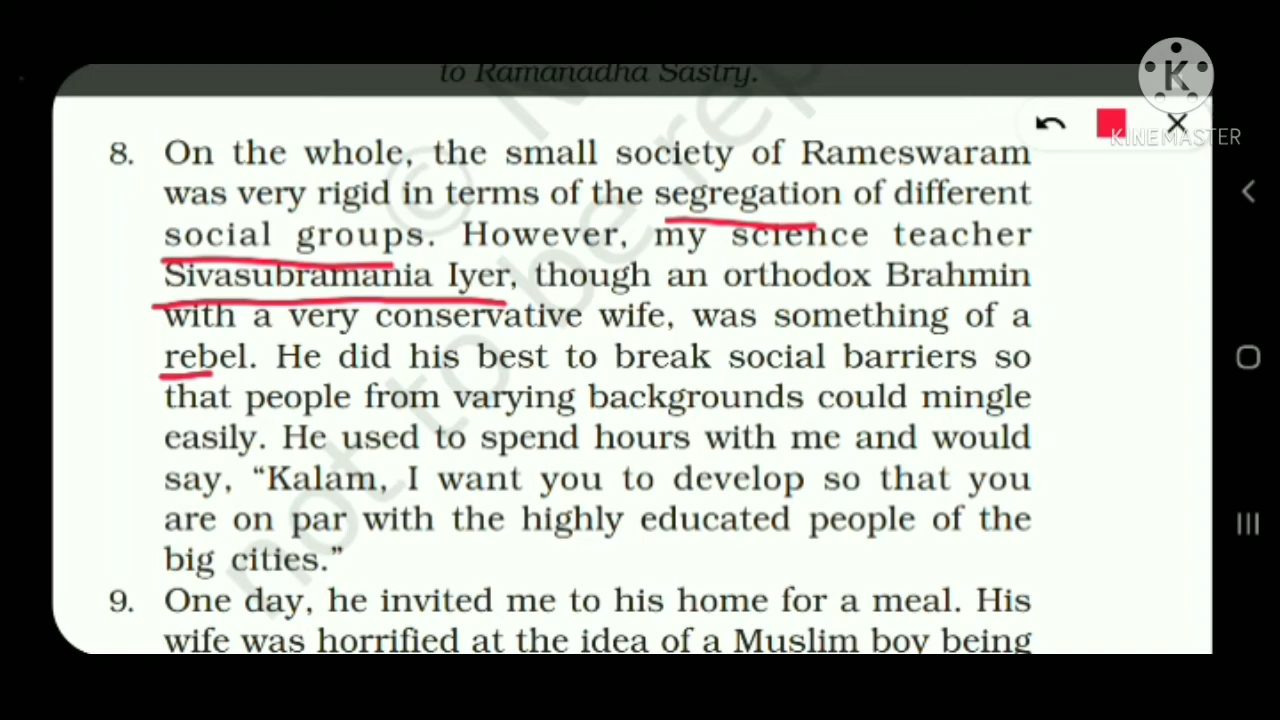 to Ramanadha Sastry.
K
KINEMASTER
8. On the whole, the small society of Rameswaram
was very rigid in terms of the segregation of different
social groups. However, my science teacher
Sivasubramania Iyer, though an orthodox Brahmin
with a very conservative wife, was something of a
rebel. He did his best to break social barriers so
that people from varying backgrounds could mingle
easily. He used to spend hours with me and would
say, “Kalam, I want you to develop so that you
are on par with the highly educated people of the
big cities.”
9. One day, he invited me to his home for a meal. His
wife was horrified at the idea of a Muslim boy being
©
not to be rep